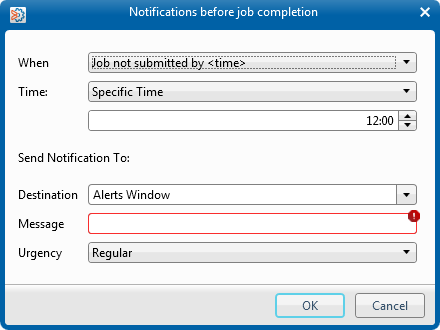 Notifications before job completion
When Job not submitted by <time>
Time: Specific Time
12:00
Send Notification To:
Destination Alerts Window
Message
Urgency Regular
OK Cancel